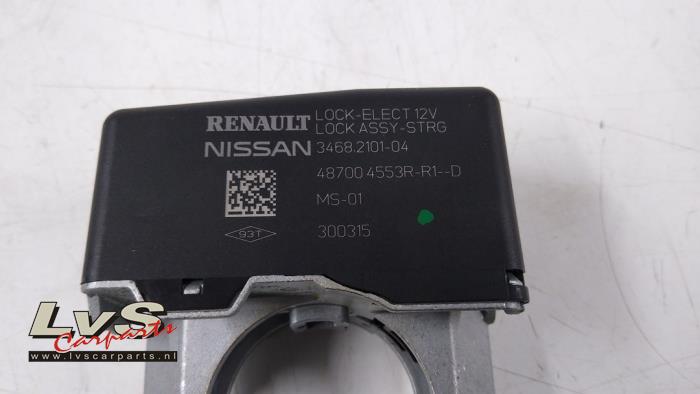 RENAULT
NISSAN
LOCK-ELECT 12V
LOCK ASSY-STRG
3468.2101-04
48700 4553R-R1--D
MS-01
93T
300315
LvS
Carparts
www.lvscarparts.nl